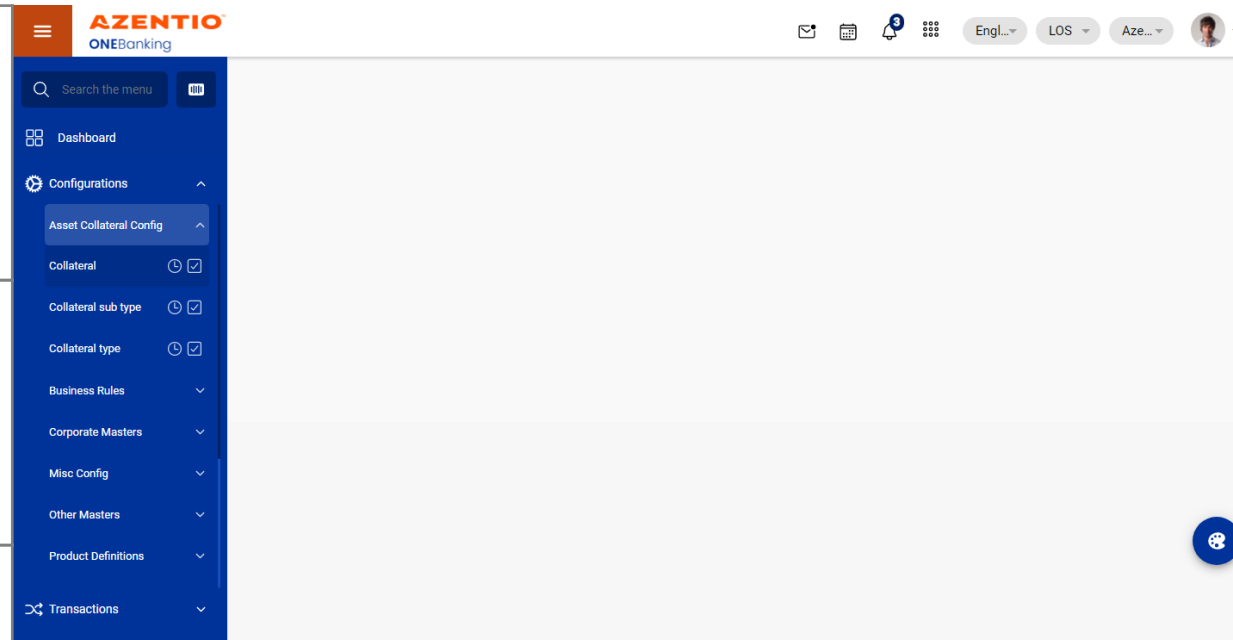 AZENTIO
ONEBanking
3
Engl...
LOS
Aze...
Search the menu
Dashboard
Configurations
Asset Collateral Config
Collateral
Collateral sub type
Collateral type
Business Rules
Corporate Masters
Misc Config
Other Masters
Product Definitions
Transactions